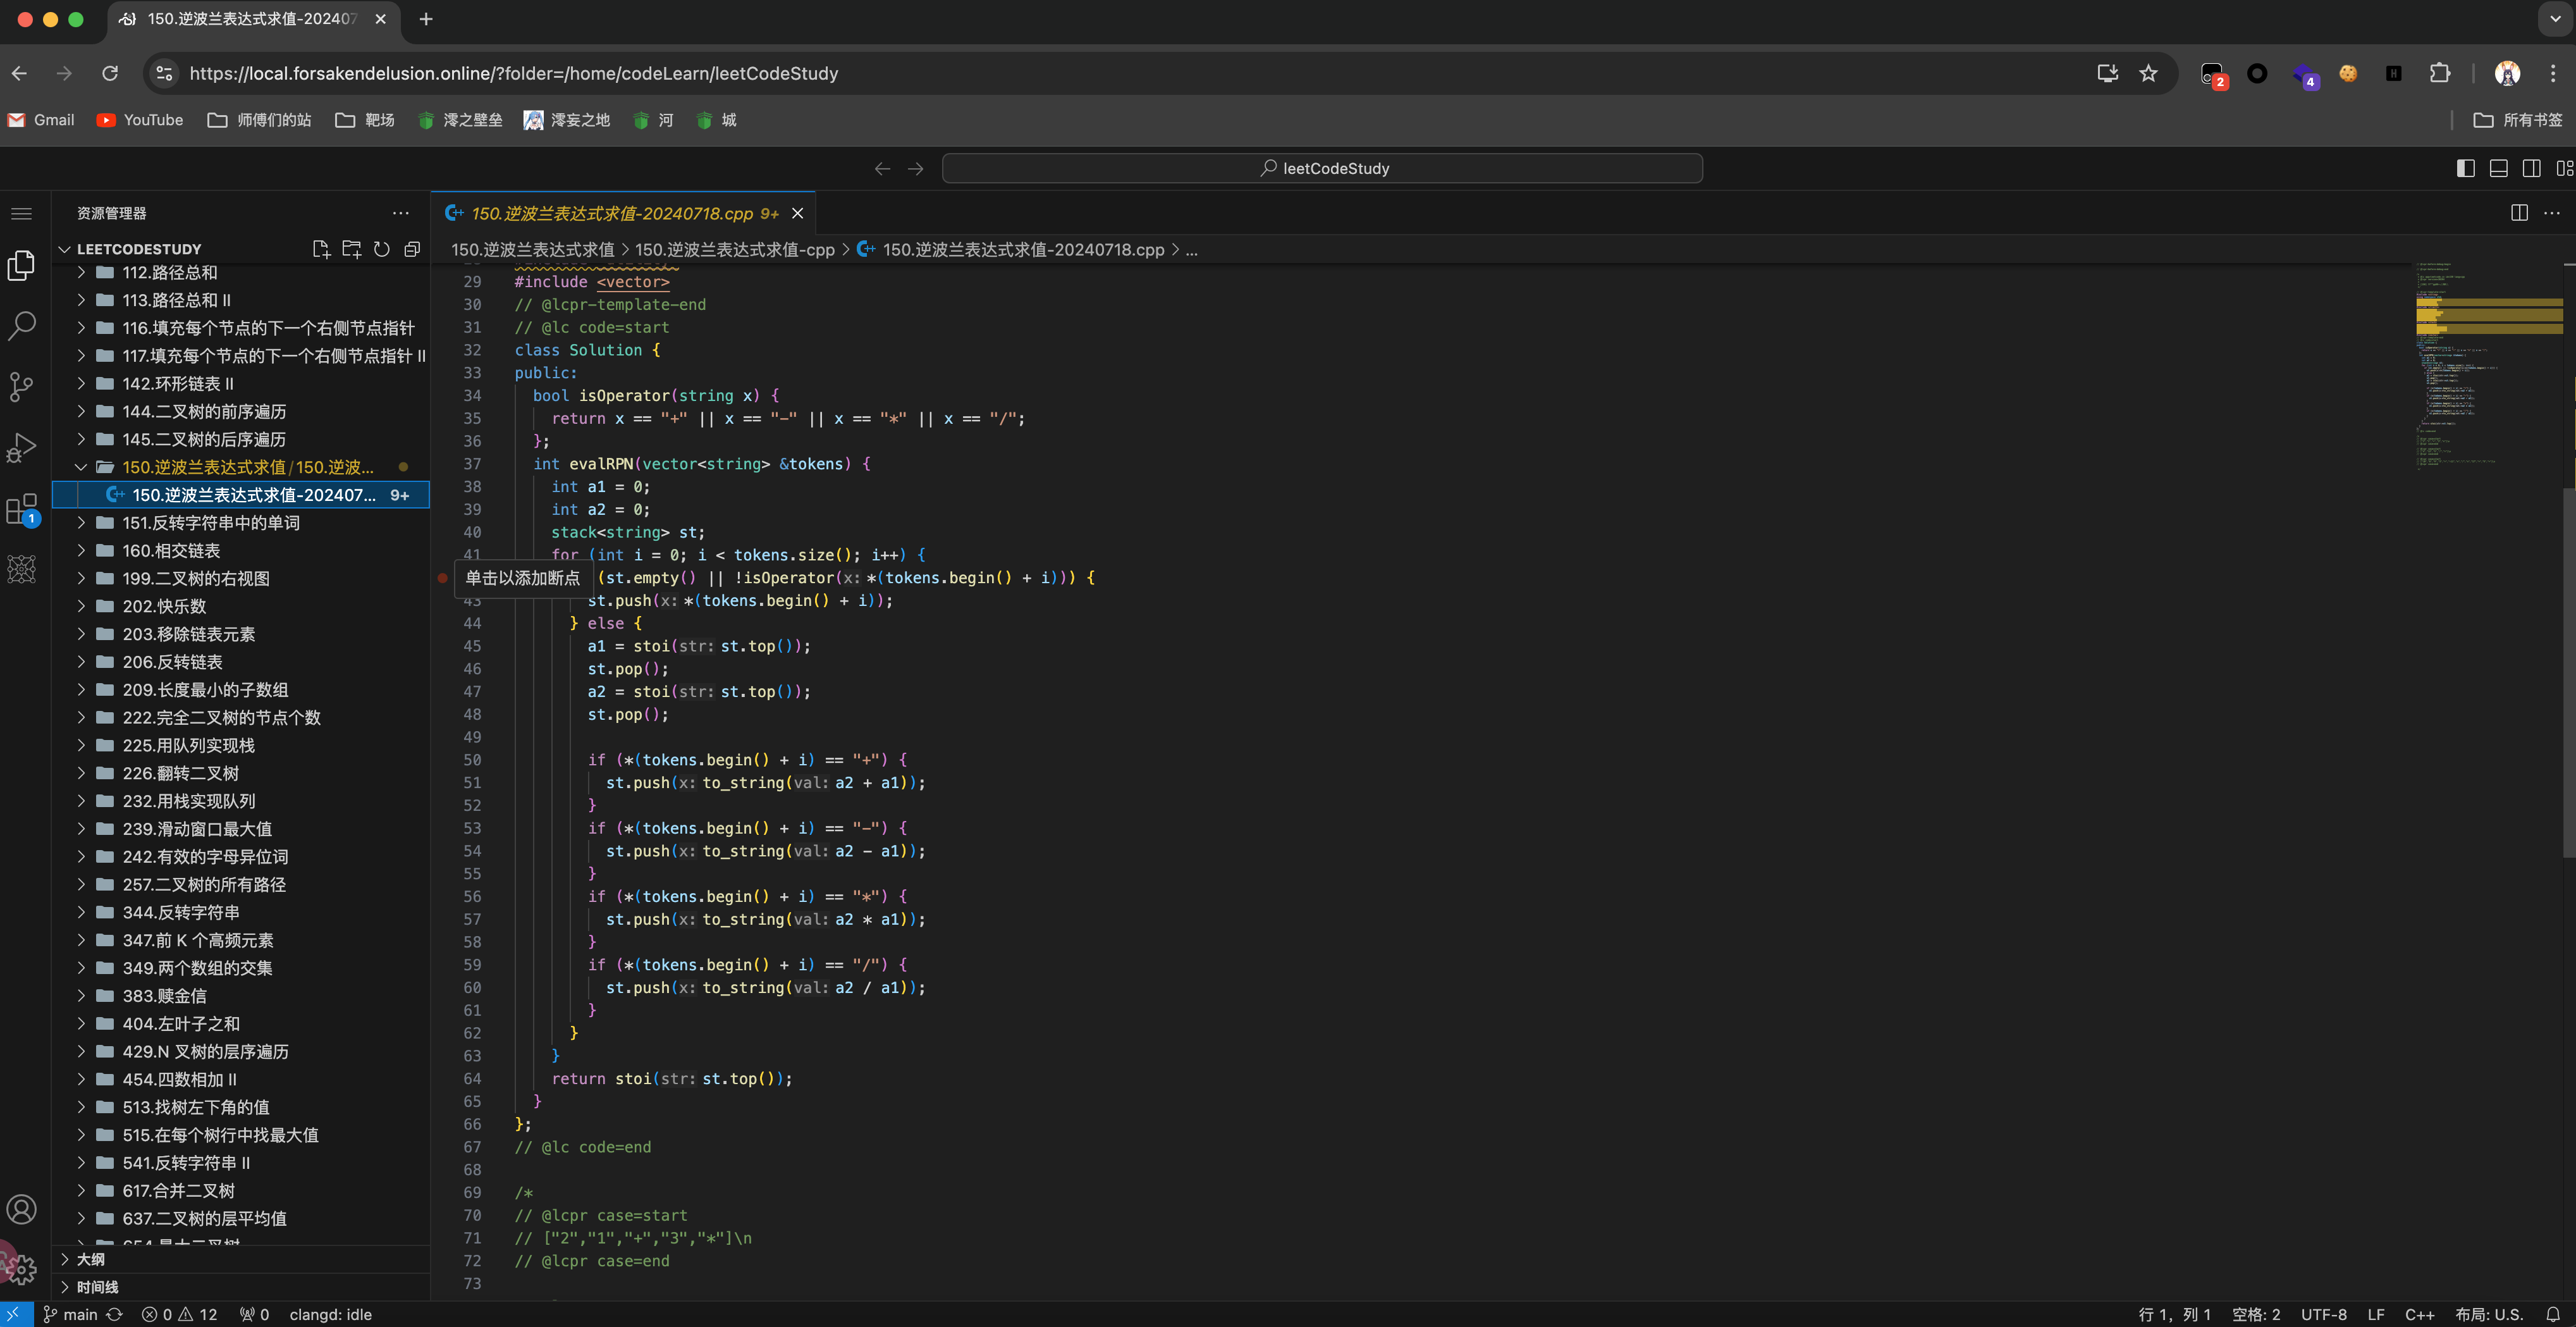 150.逆波兰表达式求值-202407
https://local.forsakendelusion.online/?folder=/home/codeLearn/leetCodeStudy
2
4
Gmail
YouTube
师傅们的站
靶场
澪之壁垒
澪妄之地
河
城
所有书签
leetCodeStudy
资源管理器
LEETCODESTUDY
112.路径总和
113.路径总和 II
116.填充每个节点的下一个右侧节点指针
117.填充每个节点的下一个右侧节点指针 II
142.环形链表 II
144.二叉树的前序遍历
145.二叉树的后序遍历
150.逆波兰表达式求值/150.逆波...
150.逆波兰表达式求值-202407... 9+
151.反转字符串中的单词
160.相交链表
199.二叉树的右视图
202.快乐数
203.移除链表元素
206.反转链表
209.长度最小的子数组
222.完全二叉树的节点个数
225.用队列实现栈
226.翻转二叉树
232.用栈实现队列
239.滑动窗口最大值
242.有效的字母异位词
257.二叉树的所有路径
344.反转字符串
347.前 K 个高频元素
349.两个数组的交集
383.赎金信
404.左叶子之和
429.N 叉树的层序遍历
454.四数相加 II
513.找树左下角的值
515.在每个树行中找最大值
541.反转字符串 II
617.合并二叉树
637.二叉树的层平均值
大纲
时间线
1
150.逆波兰表达式求值-20240718.cpp 9+
150.逆波兰表达式求值 > 150.逆波兰表达式求值-cpp > 150.逆波兰表达式求值-20240718.cpp > ...
29 #include <vector>
30 // @lcpr-template-end
31 // @lc code=start
32 class Solution {
33 public:
34 bool isOperator(string x) {
35 return x == "+" || x == "-" || x == "*" || x == "/";
36 };
37 int evalRPN(vector<string> &tokens) {
38 int a1 = 0;
39 int a2 = 0;
40 stack<string> st;
41 for (int i = 0; i < tokens.size(); i++) {
单击以添加断点 (st.empty() || !isOperator(x: *(tokens.begin() + i))) {
43 st.push(x: *(tokens.begin() + i));
44 } else {
45 a1 = stoi(str: st.top());
46 st.pop();
47 a2 = stoi(str: st.top());
48 st.pop();
49
50 if (*(tokens.begin() + i) == "+") {
51 st.push(x: to_string(val: a2 + a1));
52 }
53 if (*(tokens.begin() + i) == "-") {
54 st.push(x: to_string(val: a2 - a1));
55 }
56 if (*(tokens.begin() + i) == "*") {
57 st.push(x: to_string(val: a2 * a1));
58 }
59 if (*(tokens.begin() + i) == "/") {
60 st.push(x: to_string(val: a2 / a1));
61 }
62 }
63 }
64 return stoi(str: st.top());
65 }
66 };
67 // @lc code=end
68
69 /*
70 // @lcpr case=start
71 // ["2","1","+","3","*"]\n
72 // @lcpr case=end
73
main
0
12
0
clangd: idle
行 1，列 1
空格: 2
UTF-8
LF
C++
布局: U.S.